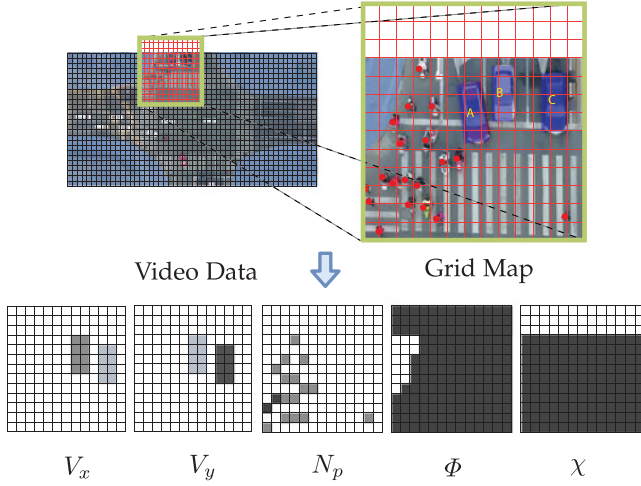 A
B
C
Video Data
Grid Map
V_x
V_y
N_p
Φ
χ